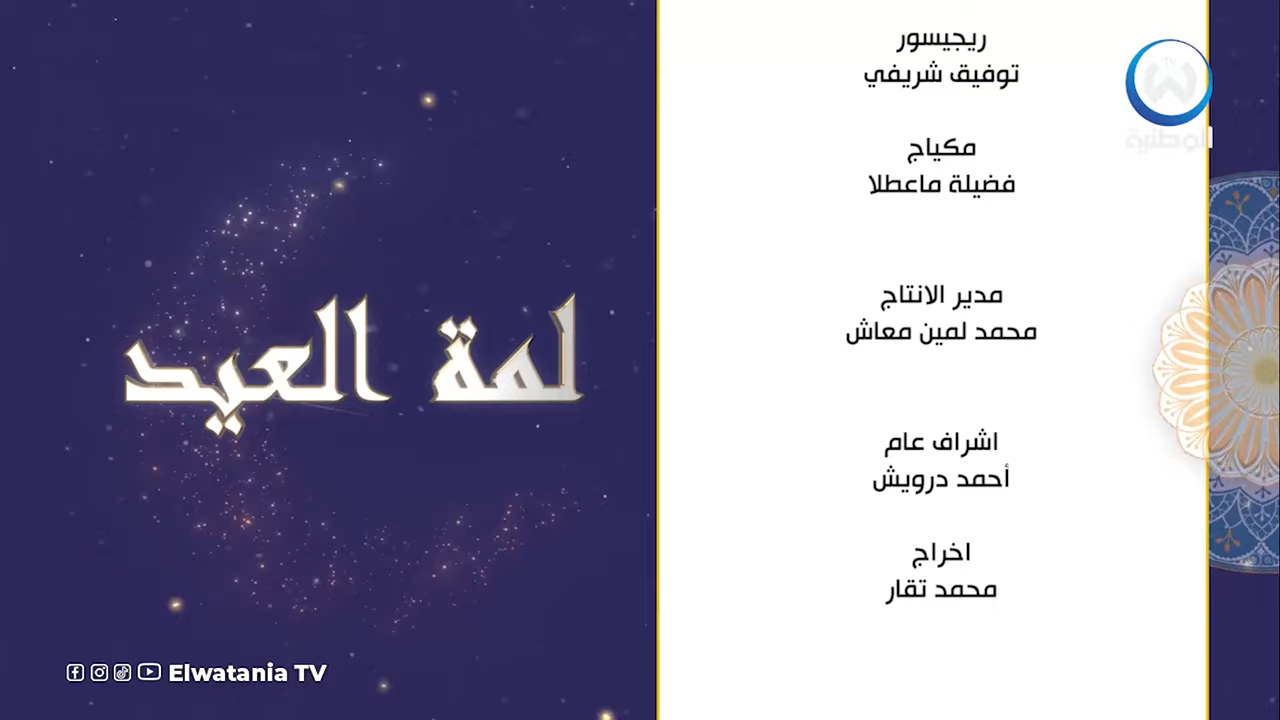 ريجيسور
توفيق شريفي
مكياج
فضيلة ماعطلا
مدير الانتاج
محمد لمين معاش
اشراف عام
أحمد درويش
اخراج
محمد تقار
لمة العيد
TV
الوطنية
Elwatania TV